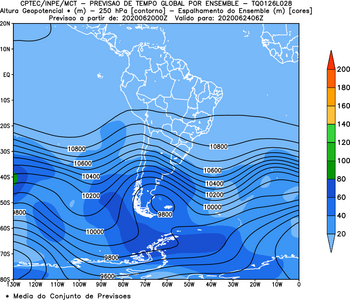 CPTEC/INPE/MCT - PREVISAO DE TEMPO GLOBAL POR ENSEMBLE - TQ0126L028
Altura Geopotencial * (m) - 250 hPa [contorno] - Espalhamento do Ensemble (m) [cores]
Previsao a partir de: 2020062000Z Valido para: 2020062406Z
20N
10N
EQ
10S
20S
30S
40S
50S
60S
70S
80S
130W 120W 110W 100W 90W 80W 70W 60W 50W 40W 30W 20W 10W 0
10800
10600
10400
10200
9800
10000
9800
9800
9600
10800
10600
10400
10200
10000
200
180
160
140
120
100
80
60
40
20
* Media do Conjunto de Previsoes